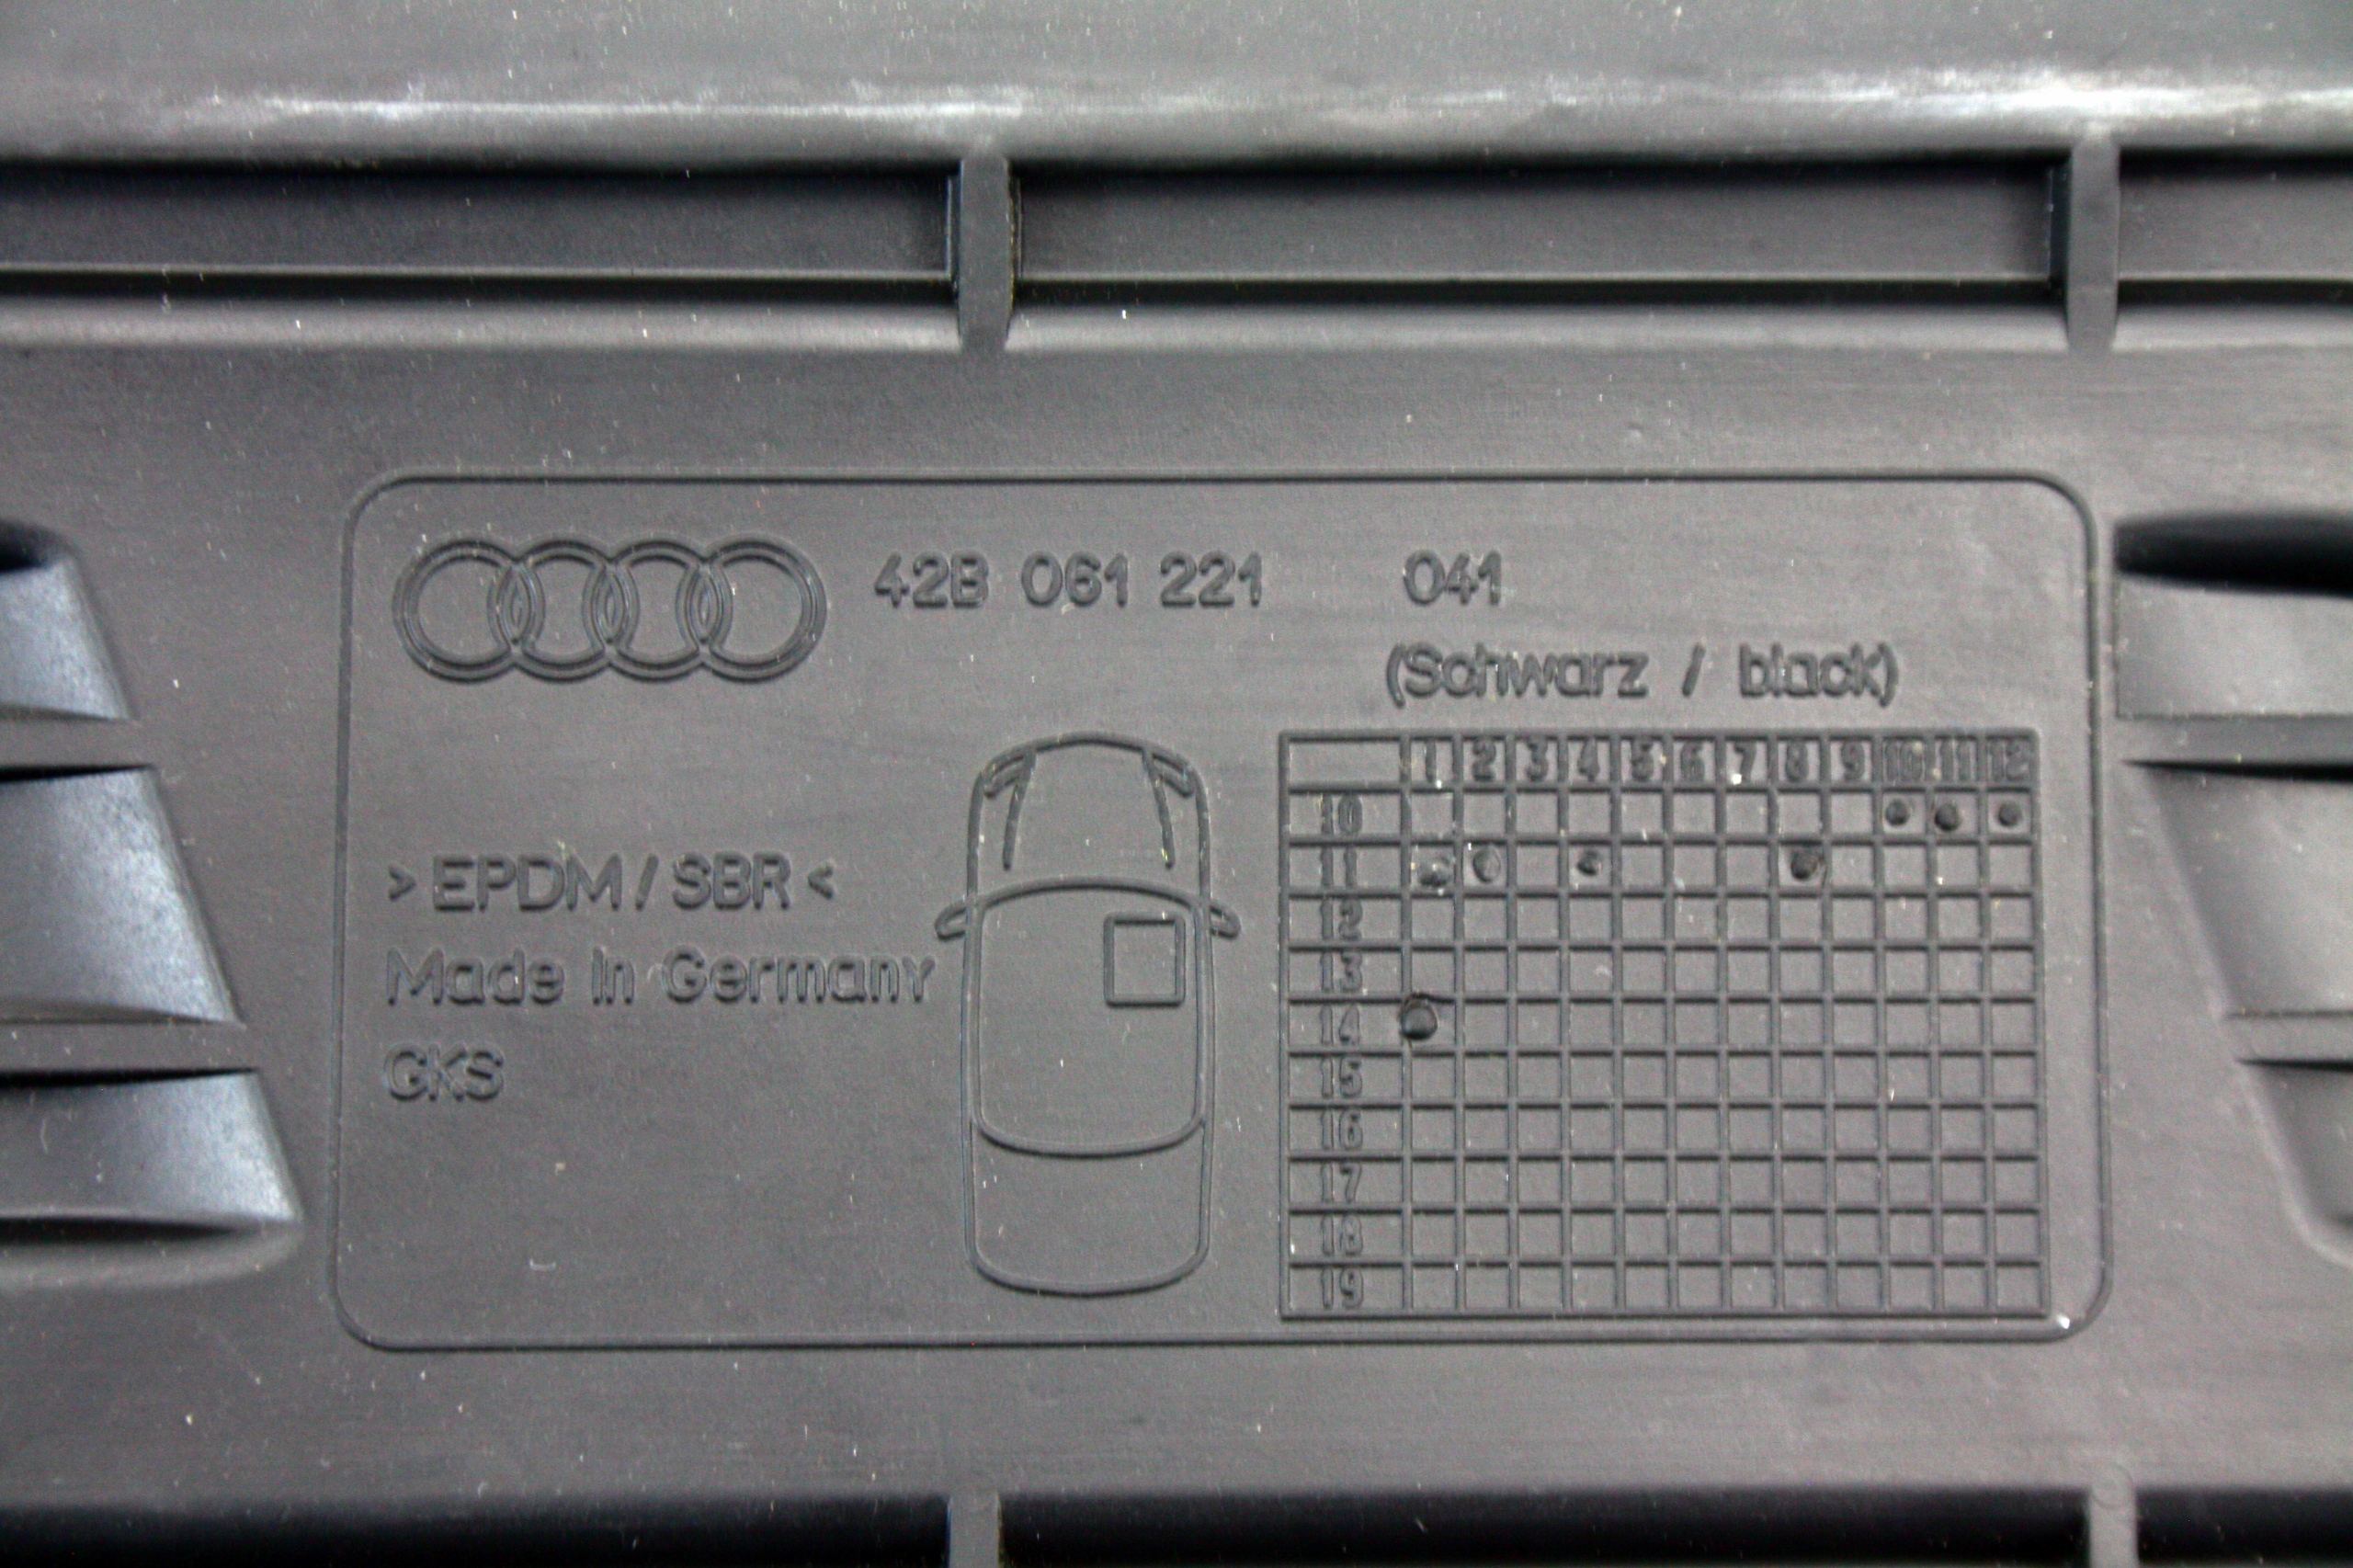 42B 061 221 041
(Schwarz / black)
>EPDM/SBR<
Made in Germany
GKS
1 2 3 4 5 6 7 8 9 10 11 12
10
11
12
13
14
15
16
17
18
19